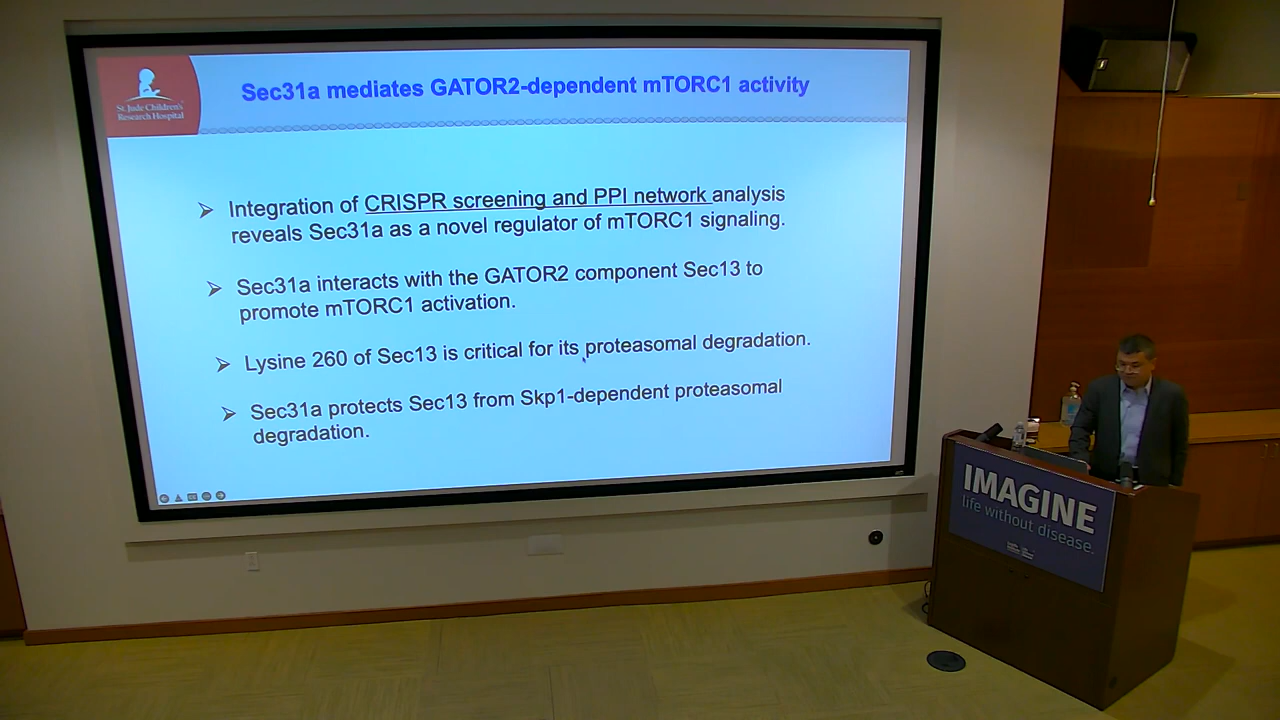 St. Jude Children's
Research Hospital
Sec31a mediates GATOR2-dependent mTORC1 activity
➢ Integration of CRISPR screening and PPI network analysis
reveals Sec31a as a novel regulator of mTORC1 signaling.
➢ Sec31a interacts with the GATOR2 component Sec13 to
promote mTORC1 activation.
➢ Lysine 260 of Sec13 is critical for its proteasomal degradation.
➢ Sec31a protects Sec13 from Skp1-dependent proteasomal
degradation.
IMAGINE
life without disease.